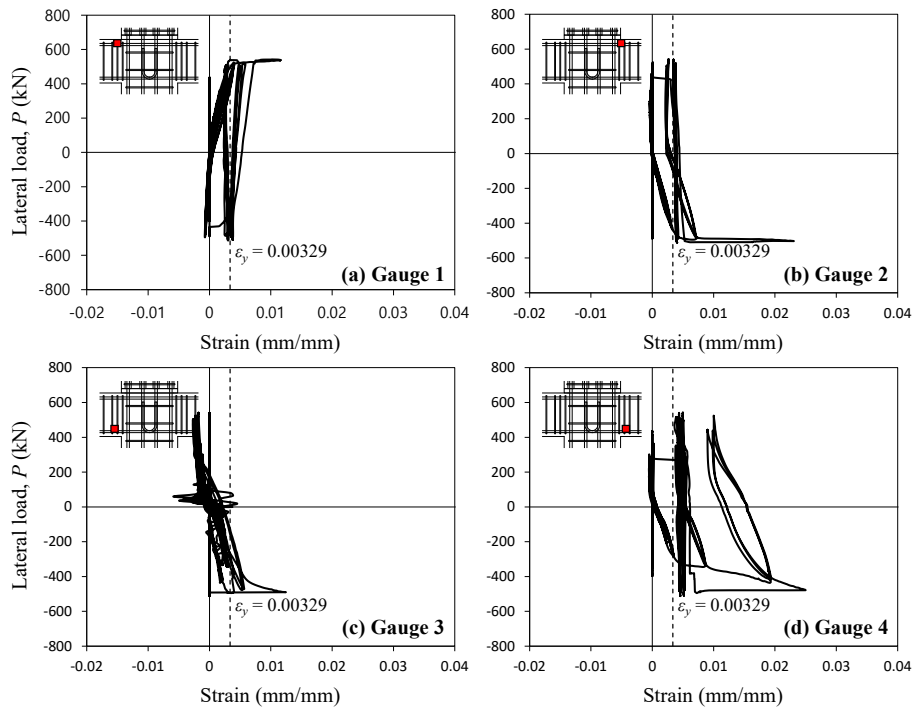 800
600
400
200
0
-200
-400
-600
-800
Lateral load, P (kN)
εy = 0.00329
(a) Gauge 1
-0.02 -0.01 0 0.01 0.02 0.03 0.04
Strain (mm/mm)
800
600
400
200
0
-200
-400
-600
-800
εy = 0.00329
(b) Gauge 2
-0.02 -0.01 0 0.01 0.02 0.03 0.04
Strain (mm/mm)
800
600
400
200
0
-200
-400
-600
-800
Lateral load, P (kN)
εy = 0.00329
(c) Gauge 3
-0.02 -0.01 0 0.01 0.02 0.03 0.04
Strain (mm/mm)
800
600
400
200
0
-200
-400
-600
-800
εy = 0.00329
(d) Gauge 4
-0.02 -0.01 0 0.01 0.02 0.03 0.04
Strain (mm/mm)